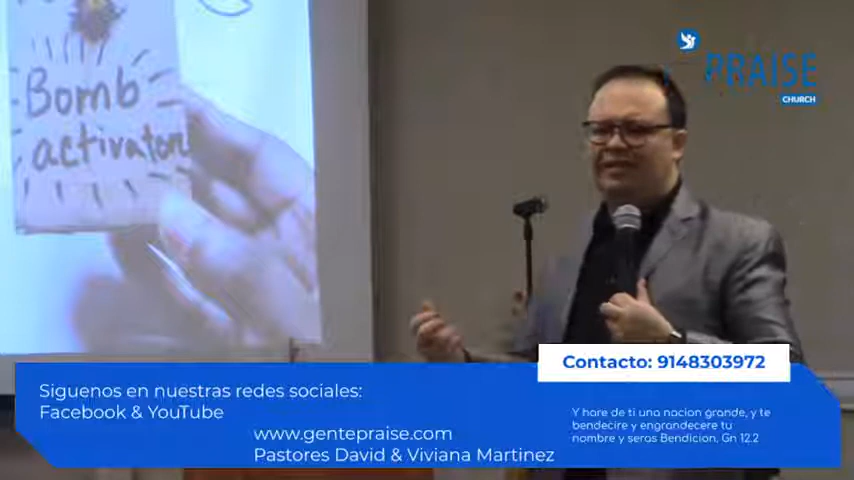 Bomb
activator
PRAISE
CHURCH
Contacto: 9148303972
Siguenos en nuestras redes sociales:
Facebook & YouTube
www.gentepraise.com
Pastores David & Viviana Martinez
Y hare de ti una nacion grande, y te
bendecire y engrandecere tu
nombre y seras Bendicion. Gn 12.2